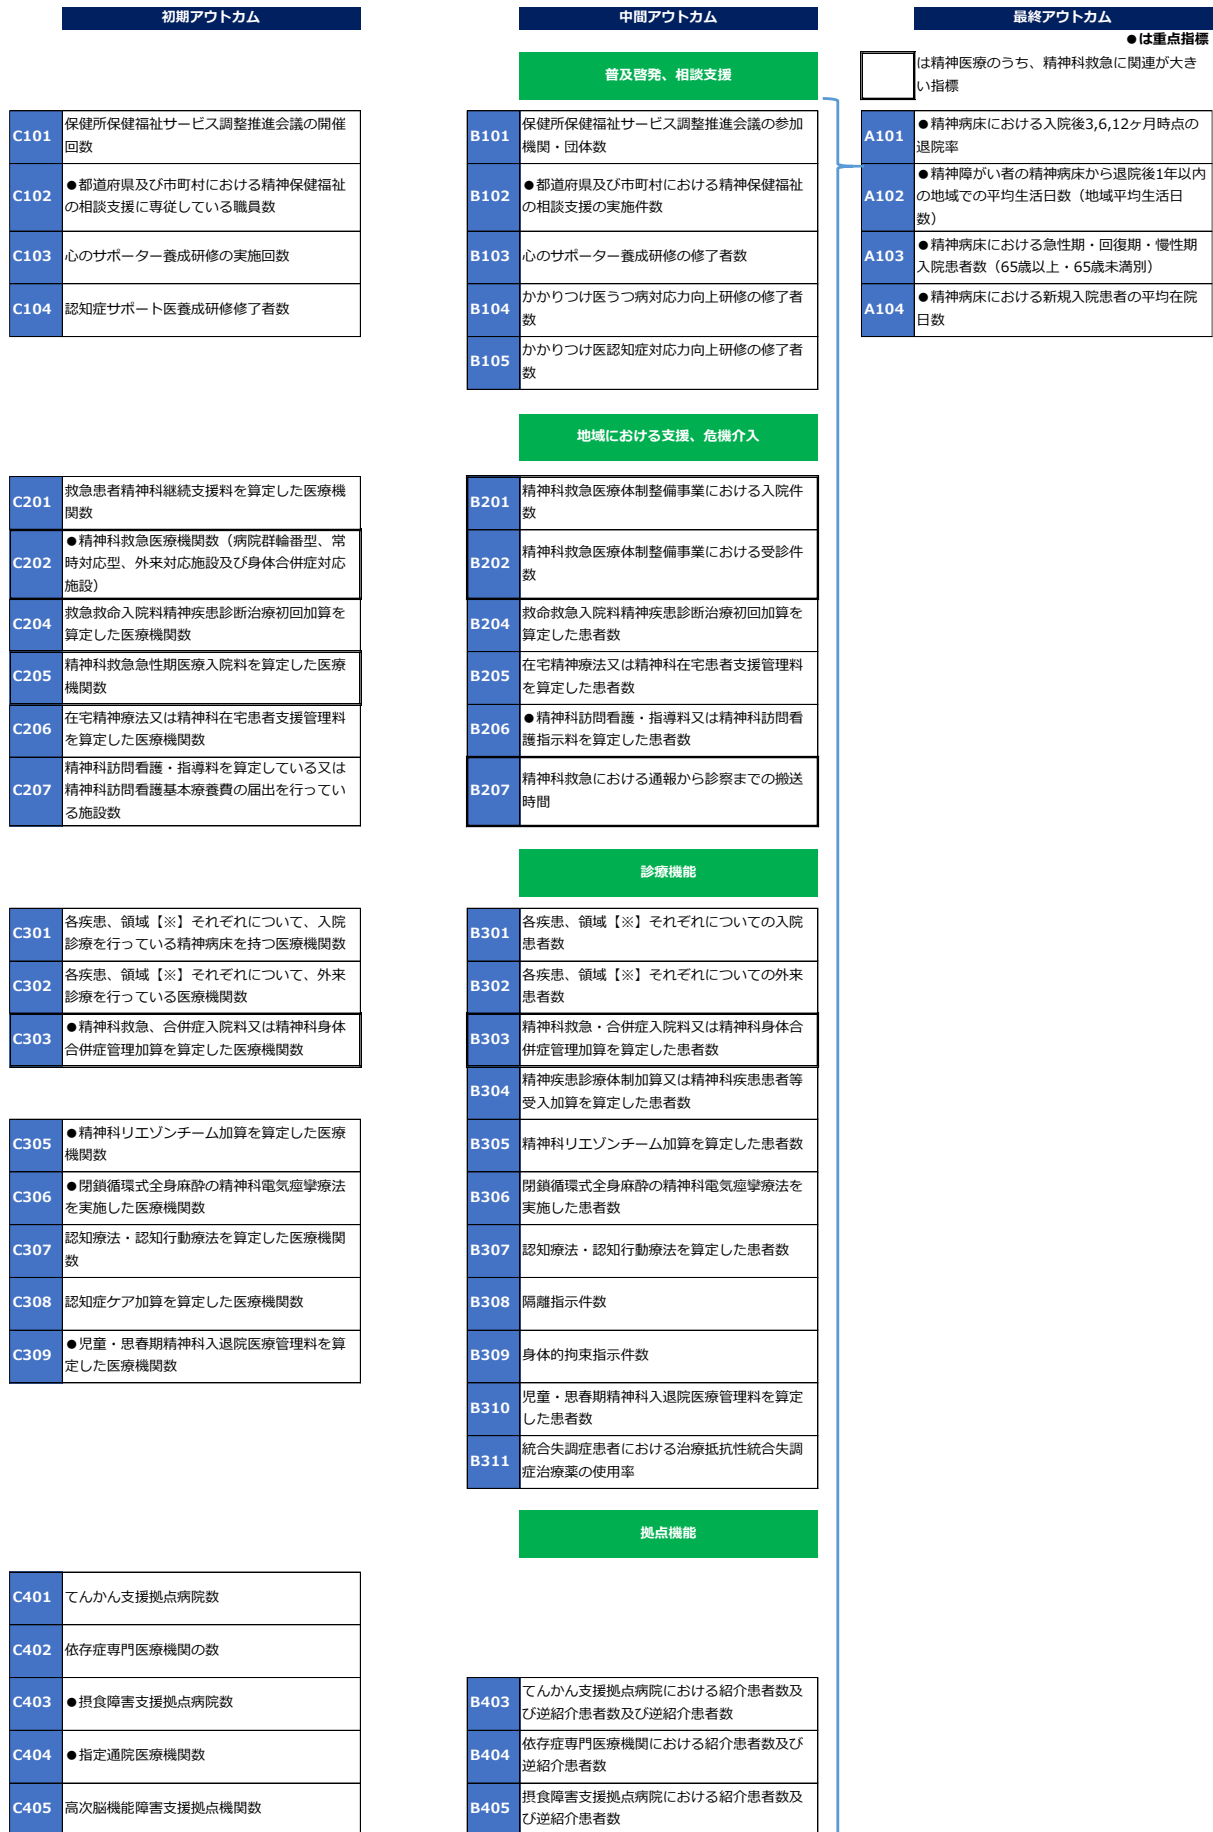 初期アウトカム
中間アウトカム
最終アウトカム
●は重点指標
普及啓発、相談支援
は精神医療のうち、精神科救急に関連が大き
い指標
C101
保健所保健福祉サービス調整推進会議の開催
回数
B101
保健所保健福祉サービス調整推進会議の参加
機関・団体数
A101
●精神病床における入院後3,6,12ヶ月時点の
退院率
C102
●都道府県及び市町村における精神保健福祉
の相談支援に専従している職員数
B102
●都道府県及び市町村における精神保健福祉
の相談支援の実施件数
A102
●精神障がい者の精神病床から退院後1年以内
の地域での平均生活日数（地域平均生活日
数）
C103
心のサポーター養成研修の実施回数
B103
心のサポーター養成研修の修了者数
A103
●精神病床における急性期・回復期・慢性期
入院患者数（65歳以上・65歳未満別）
C104
認知症サポート医養成研修修了者数
B104
かかりつけ医うつ病対応力向上研修の修了者
数
A104
●精神病床における新規入院患者の平均在院
日数
B105
かかりつけ医認知症対応力向上研修の修了者
数
地域における支援、危機介入
C201
救急患者精神科継続支援料を算定した医療機
関数
B201
精神科救急医療体制整備事業における入院件
数
C202
●精神科救急医療機関数（病院群輪番型、常
時対応型、外来対応施設及び身体合併症対応
施設）
B202
精神科救急医療体制整備事業における受診件
数
C204
救急救命入院料精神疾患診断治療初回加算を
算定した医療機関数
B204
救命救急入院料精神疾患診断治療初回加算を
算定した患者数
C205
精神科救急急性期医療入院料を算定した医療
機関数
B205
在宅精神療法又は精神科在宅患者支援管理料
を算定した患者数
C206
在宅精神療法又は精神科在宅患者支援管理料
を算定した医療機関数
B206
●精神科訪問看護・指導料又は精神科訪問看
護指示料を算定した患者数
C207
精神科訪問看護・指導料を算定している又は
精神科訪問看護基本療養費の届出を行ってい
る施設数
B207
精神科救急における通報から診察までの搬送
時間
診療機能
C301
各疾患、領域【※】それぞれについて、入院
診療を行っている精神病床を持つ医療機関数
B301
各疾患、領域【※】それぞれについての入院
患者数
C302
各疾患、領域【※】それぞれについて、外来
診療を行っている医療機関数
B302
各疾患、領域【※】それぞれについての外来
患者数
C303
●精神科救急、合併症入院料又は精神科身体
合併症管理加算を算定した医療機関数
B303
精神科救急・合併症入院料又は精神科身体合
併症管理加算を算定した患者数
B304
精神疾患診療体制加算又は精神科疾患患者等
受入加算を算定した患者数
C305
●精神科リエゾンチーム加算を算定した医療
機関数
B305
精神科リエゾンチーム加算を算定した患者数
C306
●閉鎖循環式全身麻酔の精神科電気痙攣療法
を実施した医療機関数
B306
閉鎖循環式全身麻酔の精神科電気痙攣療法を
実施した患者数
C307
認知療法・認知行動療法を算定した医療機関
数
B307
認知療法・認知行動療法を算定した患者数
C308
認知症ケア加算を算定した医療機関数
B308
隔離指示件数
C309
●児童・思春期精神科入退院医療管理料を算
定した医療機関数
B309
身体的拘束指示件数
B310
児童・思春期精神科入退院医療管理料を算定
した患者数
B311
統合失調症患者における治療抵抗性統合失調
症治療薬の使用率
拠点機能
C401
てんかん支援拠点病院数
C402
依存症専門医療機関の数
C403
●摂食障害支援拠点病院数
B403
てんかん支援拠点病院における紹介患者数及
び逆紹介患者数及び逆紹介患者数
C404
●指定通院医療機関数
B404
依存症専門医療機関における紹介患者数及び
逆紹介患者数
C405
高次脳機能障害支援拠点機関数
B405
摂食障害支援拠点病院における紹介患者数及
び逆紹介患者数